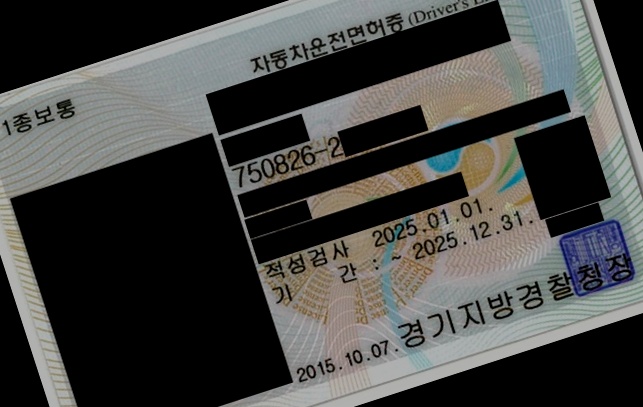 자동차운전면허증 (Driver's
1종보통
750826-2
적성검사 2025.01.01.
기 간 : ~ 2025.12.31.
2015.10.07. 경기지방경찰청장